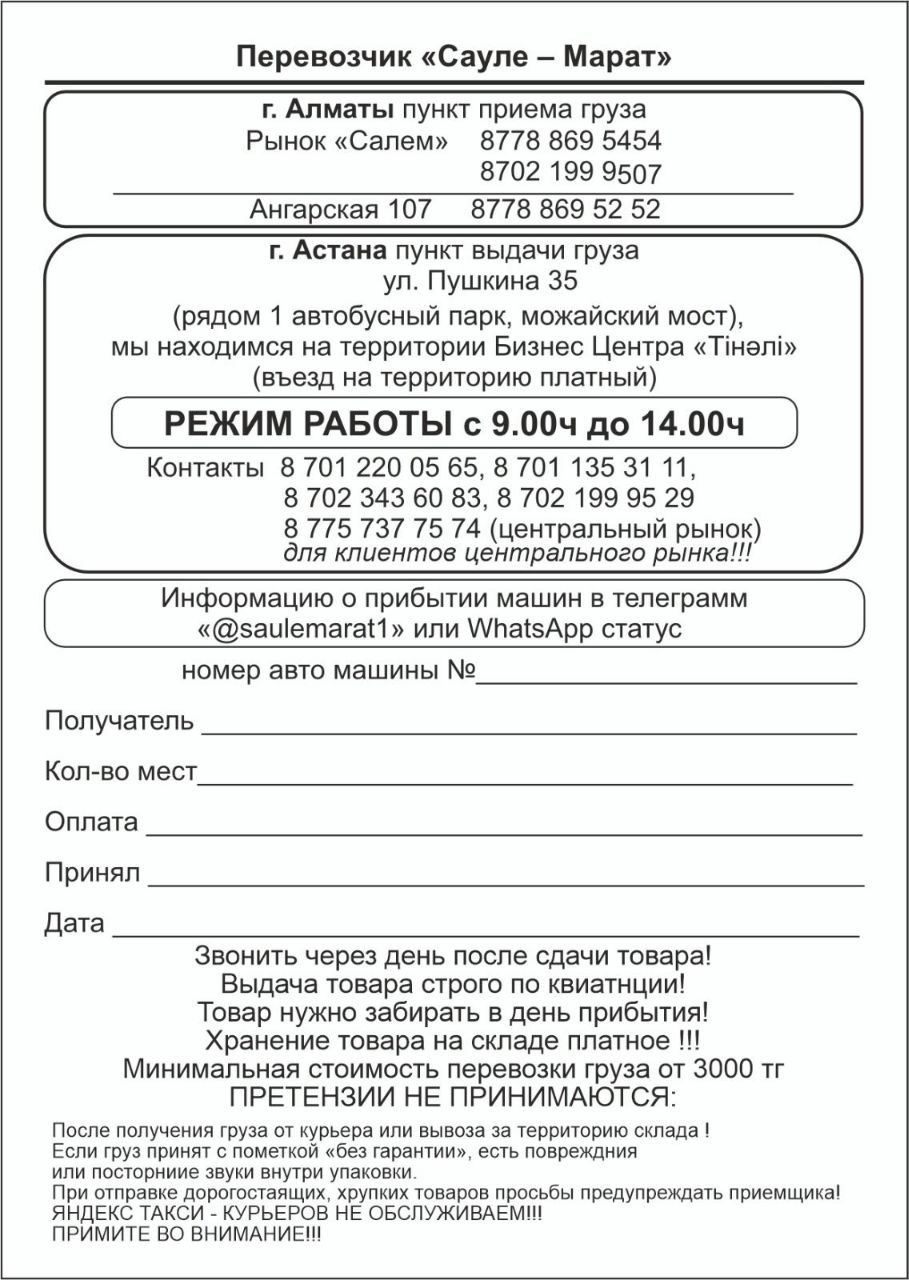 Перевозчик «Сауле – Марат»
г. Алматы пункт приема груза
Рынок «Салем» 8778 869 5454
8702 199 9507
Ангарская 107 8778 869 52 52
г. Астана пункт выдачи груза
ул. Пушкина 35
(рядом 1 автобусный парк, можайский мост),
мы находимся на территории Бизнес Центра «Тінәлі»
(въезд на территорию платный)
РЕЖИМ РАБОТЫ с 9.00ч до 14.00ч
Контакты 8 701 220 05 65, 8 701 135 31 11,
8 702 343 60 83, 8 702 199 95 29
8 775 737 75 74 (центральный рынок)
для клиентов центрального рынка!!!
Информацию о прибытии машин в телеграмм
«@saulemarat1» или WhatsApp статус
номер авто машины №
Получатель
Кол-во мест
Оплата
Принял
Дата
Звонить через день после сдачи товара!
Выдача товара строго по квиатнции!
Товар нужно забирать в день прибытия!
Хранение товара на складе платное !!!
Минимальная стоимость перевозки груза от 3000 тг
ПРЕТЕНЗИИ НЕ ПРИНИМАЮТСЯ:
После получения груза от курьера или вывоза за территорию склада !
Если груз принят с пометкой «без гарантии», есть повреждния
или посторниие звуки внутри упаковки.
При отправке дорогостаящих, хрупких товаров просьбы предупреждать приемщика!
ЯНДЕКС ТАКСИ - КУРЬЕРОВ НЕ ОБСЛУЖИВАЕМ!!!
ПРИМИТЕ ВО ВНИМАНИЕ!!!